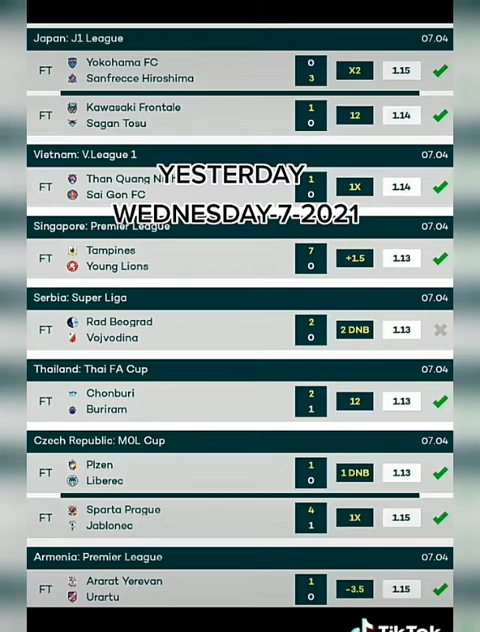 Japan: J1 League 07.04
FT Yokohama FC 0 X2 1.15
Sanfrecce Hiroshima 3
FT Kawasaki Frontale 1 12 1.14
Sagan Tosu 0
Vietnam: V.League 1 07.04
YESTERDAY
FT Than Quang 1 1X 1.14
Sai Gon FC 0
WEDNESDAY-7-2021
Singapore: Premier League 07.04
FT Tampines 7 +1.5 1.13
Young Lions 0
Serbia: Super Liga 07.04
FT Rad Beograd 2 2 DNB 1.13
Vojvodina 0
Thailand: Thai FA Cup 07.04
FT Chonburi 2 12 1.13
Buriram 1
Czech Republic: MOL Cup 07.04
FT Plzen 1 1 DNB 1.13
Liberec 0
FT Sparta Prague 4 1X 1.15
Jablonec 1
Armenia: Premier League 07.04
FT Ararat Yerevan 1 -3.5 1.15
Urartu 0
TikTok